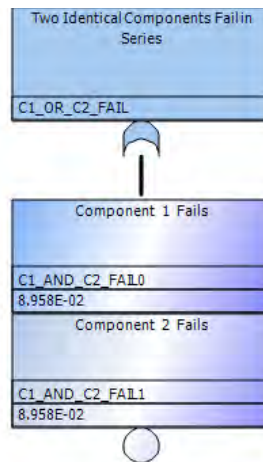 Two Identical Components Fail in
Series
C1_OR_C2_FAIL
Component 1 Fails
C1_AND_C2_FAIL0
8.958E-02
Component 2 Fails
C1_AND_C2_FAIL1
8.958E-02